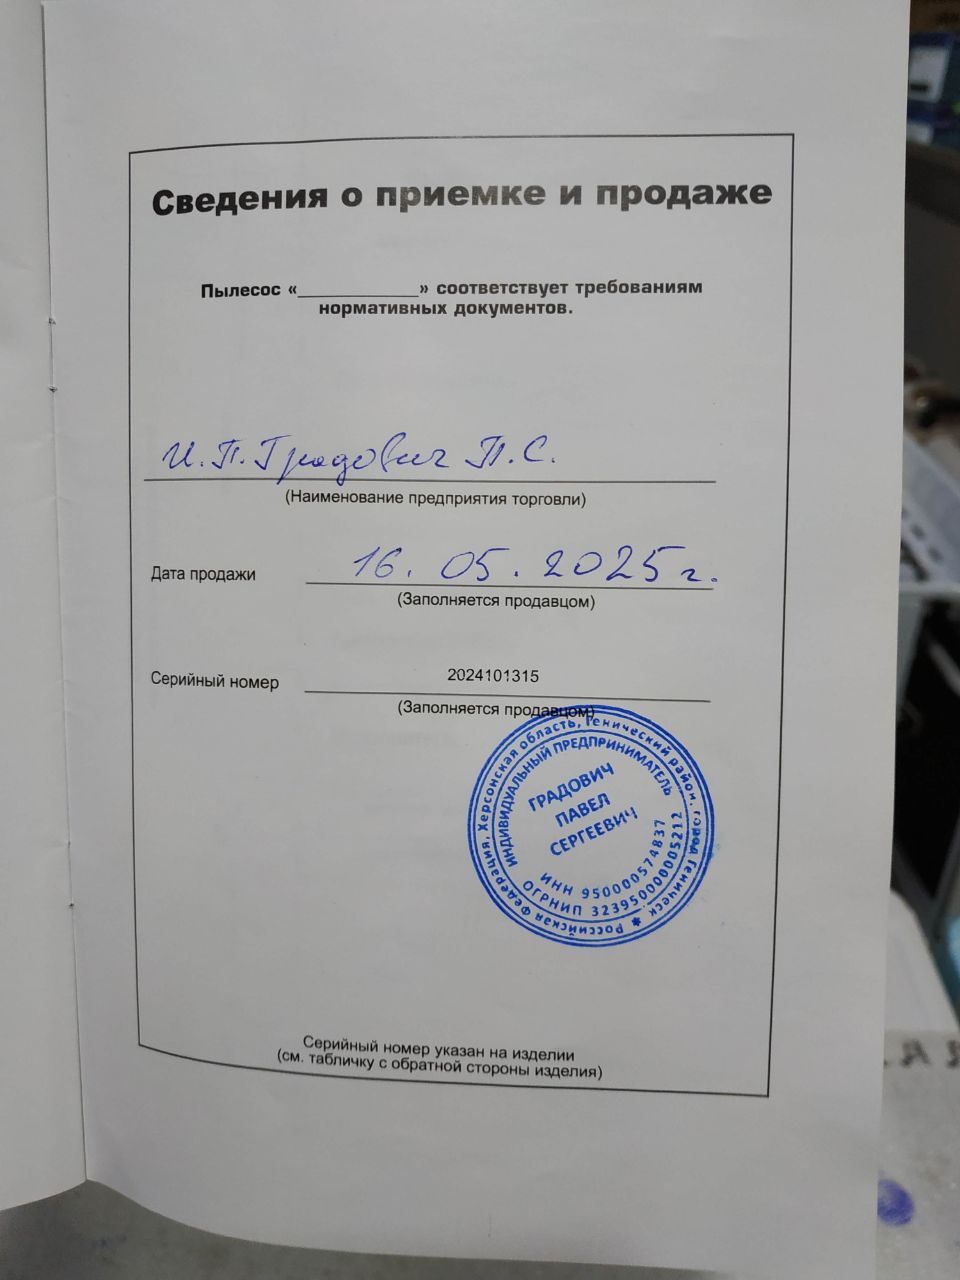 Сведения о приемке и продаже
Пылесос «____________» соответствует требованиям
нормативных документов.
И.П. Градович П.С.
(Наименование предприятия торговли)
Дата продажи 16.05.2025г.
(Заполняется продавцом)
Серийный номер 2024101315
(Заполняется продавцом)
Российская Федерация, Херсонская область, Генический район, город Геническ
ИНДИВИДУАЛЬНЫЙ ПРЕДПРИНИМАТЕЛЬ
ГРАДОВИЧ
ПАВЕЛ
СЕРГЕЕВИЧ
ИНН 950000574837
ОГРНИП 323950000005212
Серийный номер указан на изделии
(см. табличку с обратной стороны изделия)